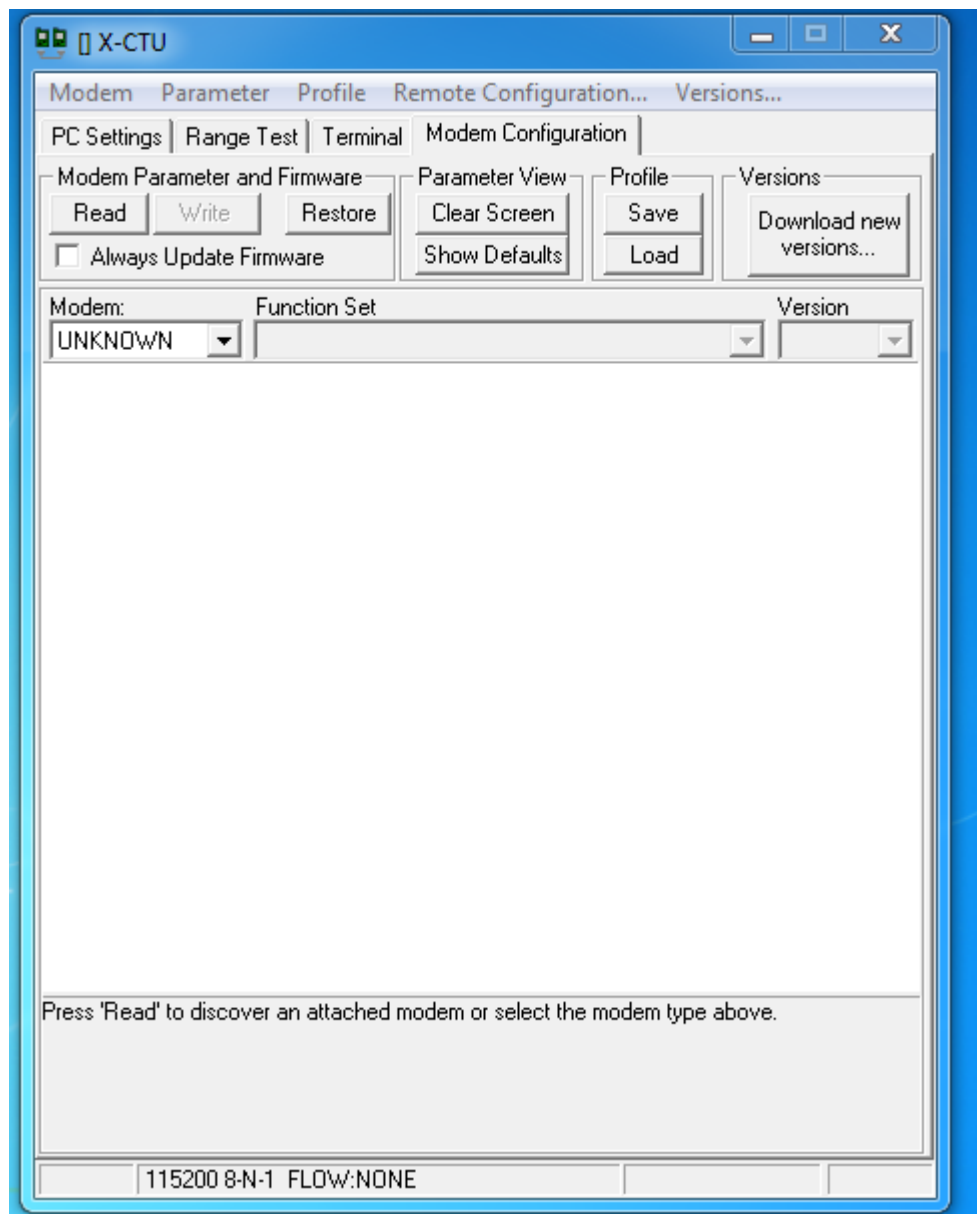 [] X-CTU
Modem Parameter Profile Remote Configuration... Versions...
PC Settings Range Test Terminal Modem Configuration
Modem Parameter and Firmware Parameter View Profile Versions
Read Write Restore Clear Screen Save Download new
versions...
Always Update Firmware Show Defaults Load
Modem: Function Set Version
UNKNOWN
Press 'Read' to discover an attached modem or select the modem type above.
115200 8-N-1 FLOW:NONE